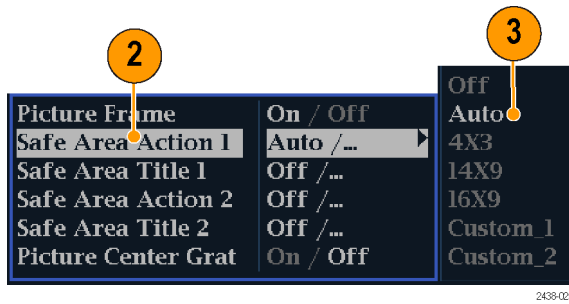 2
3
Picture Frame On / Off
Safe Area Action 1 Auto /...
Safe Area Title 1 Off /...
Safe Area Action 2 Off /...
Safe Area Title 2 Off /...
Picture Center Grat On / Off
Off
Auto
4X3
14X9
16X9
Custom_1
Custom_2
2438-02